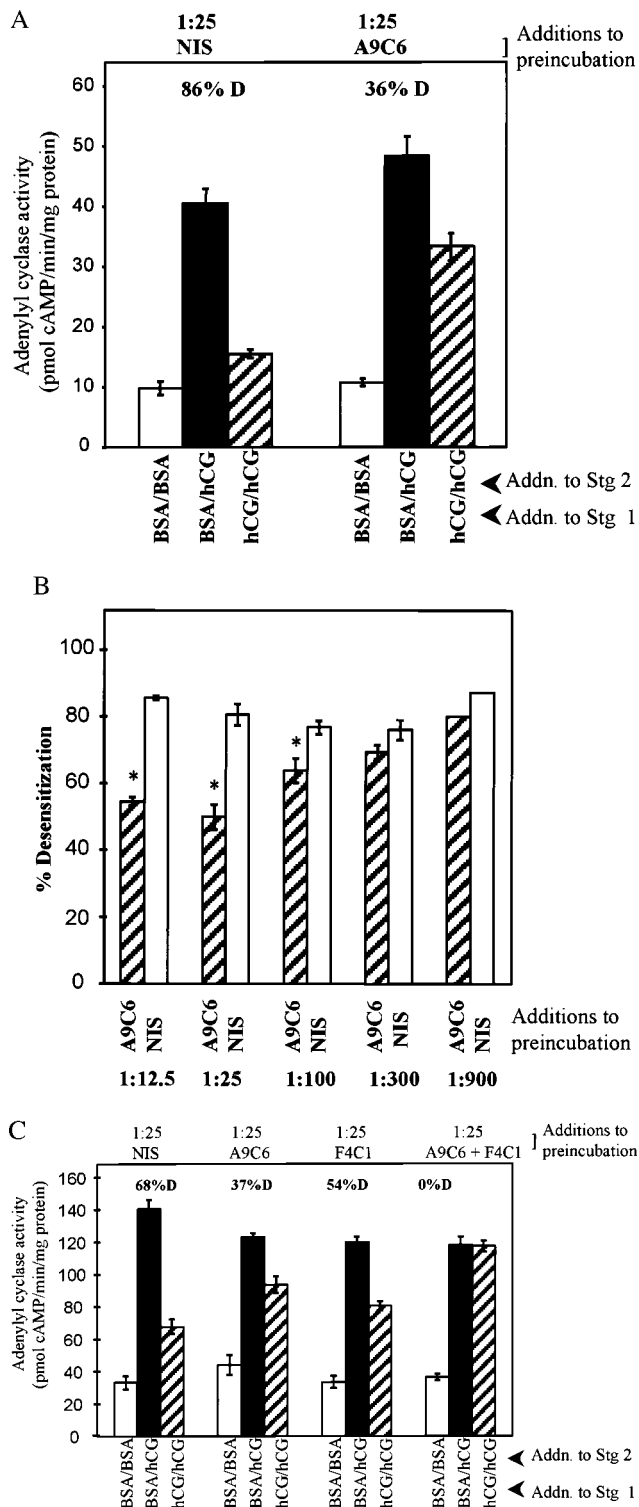 A
1:25 1:25
NIS A9C6
Additions to
preincubation
86% D 36% D
60
50
40
30
20
10
0
Adenylyl cyclase activity
(pmol cAMP/min/mg protein)
BSA/BSA BSA/hCG hCG/hCG BSA/BSA BSA/hCG hCG/hCG
Addn. to Stg 2
Addn. to Stg 1
B
100
80
60
40
20
0
% Desensitization
* * *
A9C6 NIS A9C6 NIS A9C6 NIS A9C6 NIS A9C6 NIS
Additions to
preincubation
1:12.5 1:25 1:100 1:300 1:900
C
1:25 1:25 1:25 1:25
NIS A9C6 F4C1 A9C6 + F4C1
Additions to
preincubation
68%D 37%D 54%D 0%D
160
140
120
100
80
60
40
20
0
Adenylyl cyclase activity
(pmol cAMP/min/mg protein)
BSA/BSA BSA/hCG hCG/hCG BSA/BSA BSA/hCG hCG/hCG BSA/BSA BSA/hCG hCG/hCG BSA/BSA BSA/hCG hCG/hCG
Addn. to Stg 2
Addn. to Stg 1